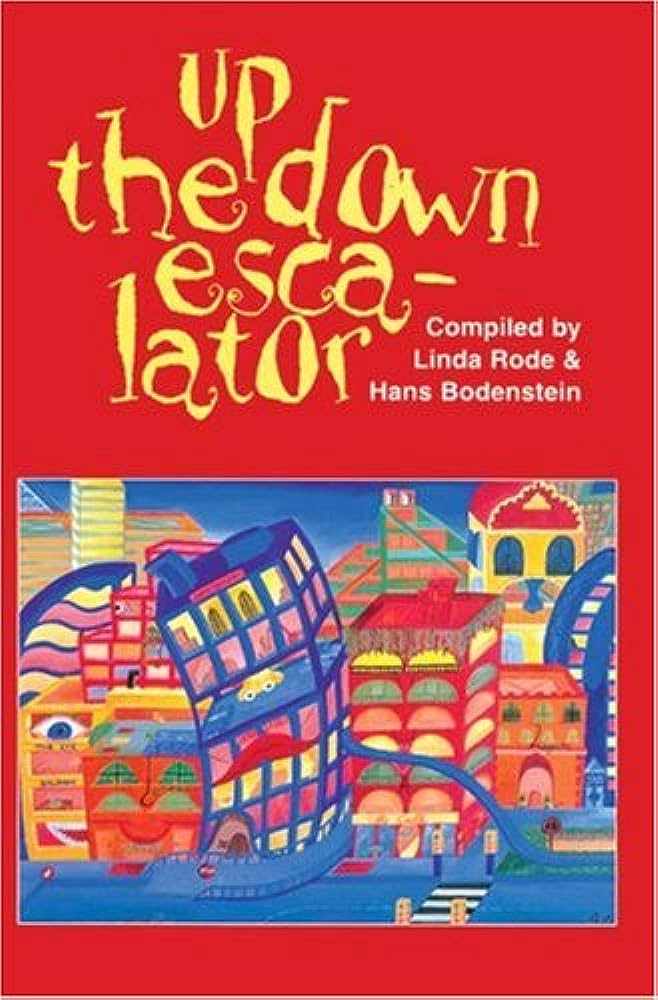 up
the down
esca-
lator
Compiled by
Linda Rode &
Hans Bodenstein